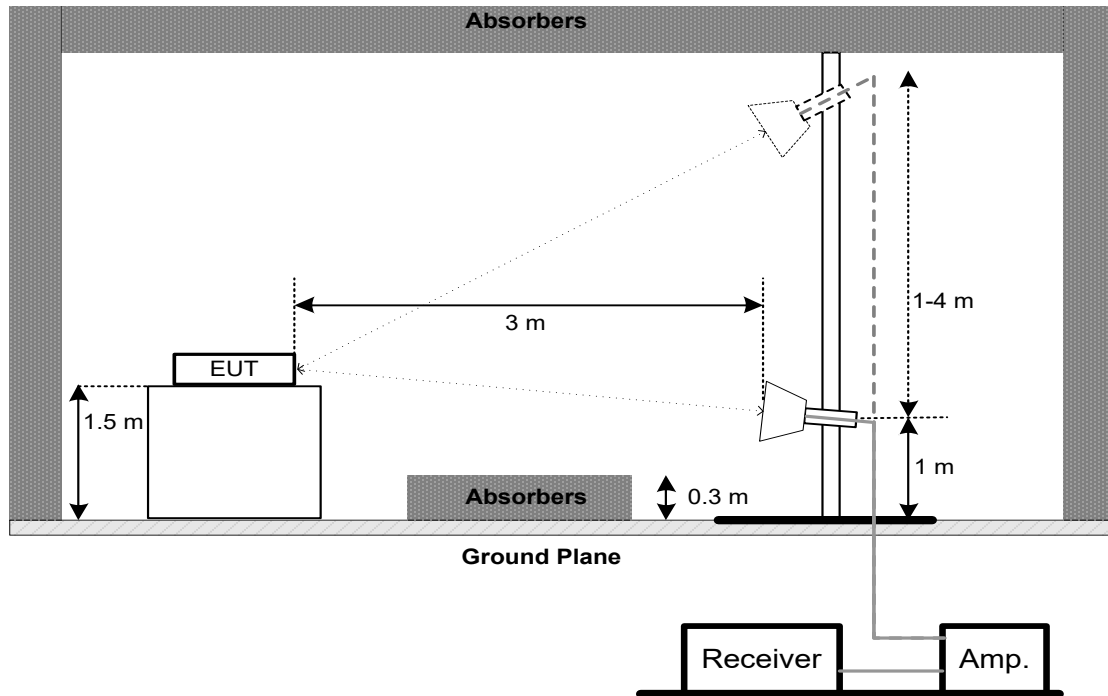 Absorbers
1-4 m
3 m
EUT
1.5 m
1 m
0.3 m
Absorbers
Ground Plane
Receiver
Amp.